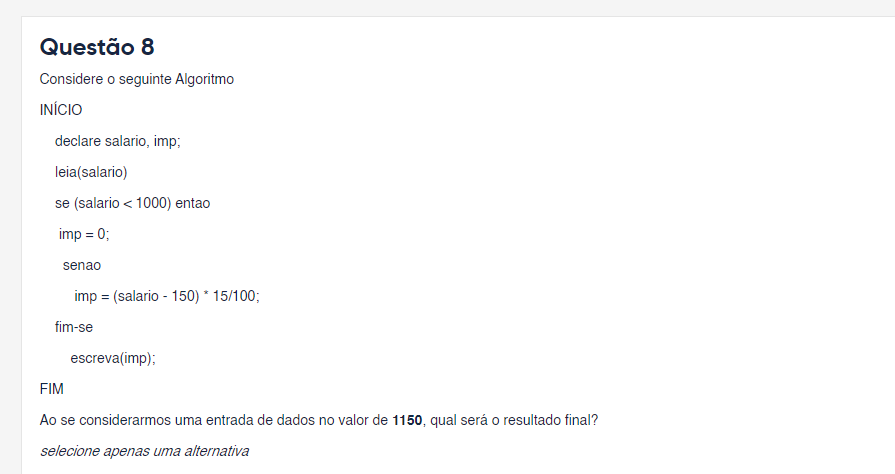 Questão 8
Considere o seguinte Algoritmo
INÍCIO
declare salario, imp;
leia(salario)
se (salario < 1000) entao
imp = 0;
senao
imp = (salario - 150) * 15/100;
fim-se
escreva(imp);
FIM
Ao se considerarmos uma entrada de dados no valor de 1150, qual será o resultado final?
selecione apenas uma alternativa